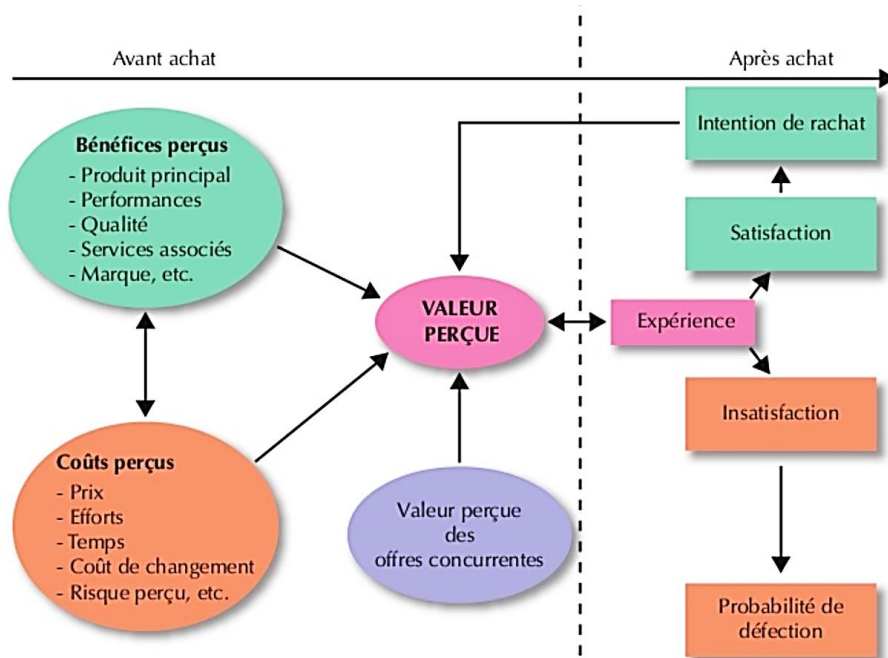 Avant achat
Après achat
Bénéfices perçus
- Produit principal
- Performances
- Qualité
- Services associés
- Marque, etc.
Coûts perçus
- Prix
- Efforts
- Temps
- Coût de changement
- Risque perçu, etc.
VALEUR
PERÇUE
Valeur perçue
des
offres concurrentes
Expérience
Intention de rachat
Satisfaction
Insatisfaction
Probabilité de
défection